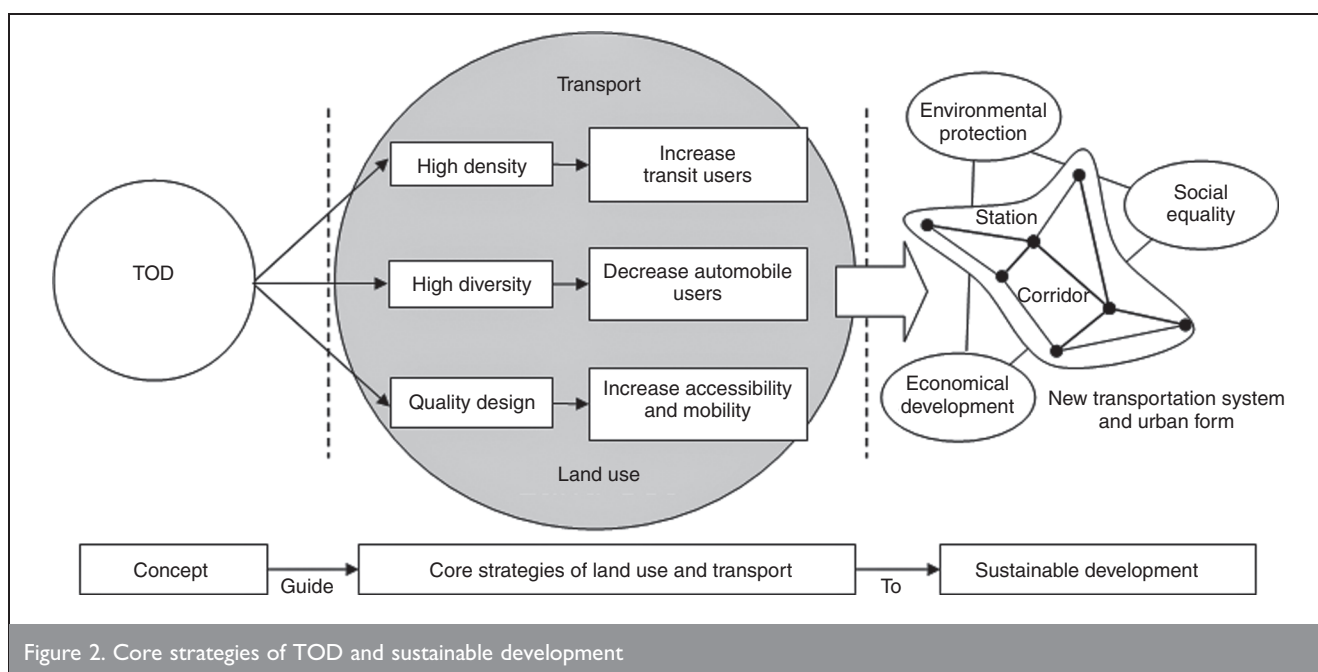 Transport
TOD
High density
Increase
transit users
High diversity
Decrease automobile
users
Quality design
Increase accessibility
and mobility
Land use
Environmental
protection
Social
equality
Station
Corridor
Economical
development
New transportation system
and urban form
Concept
Guide
Core strategies of land use and transport
To
Sustainable development
Figure 2. Core strategies of TOD and sustainable development